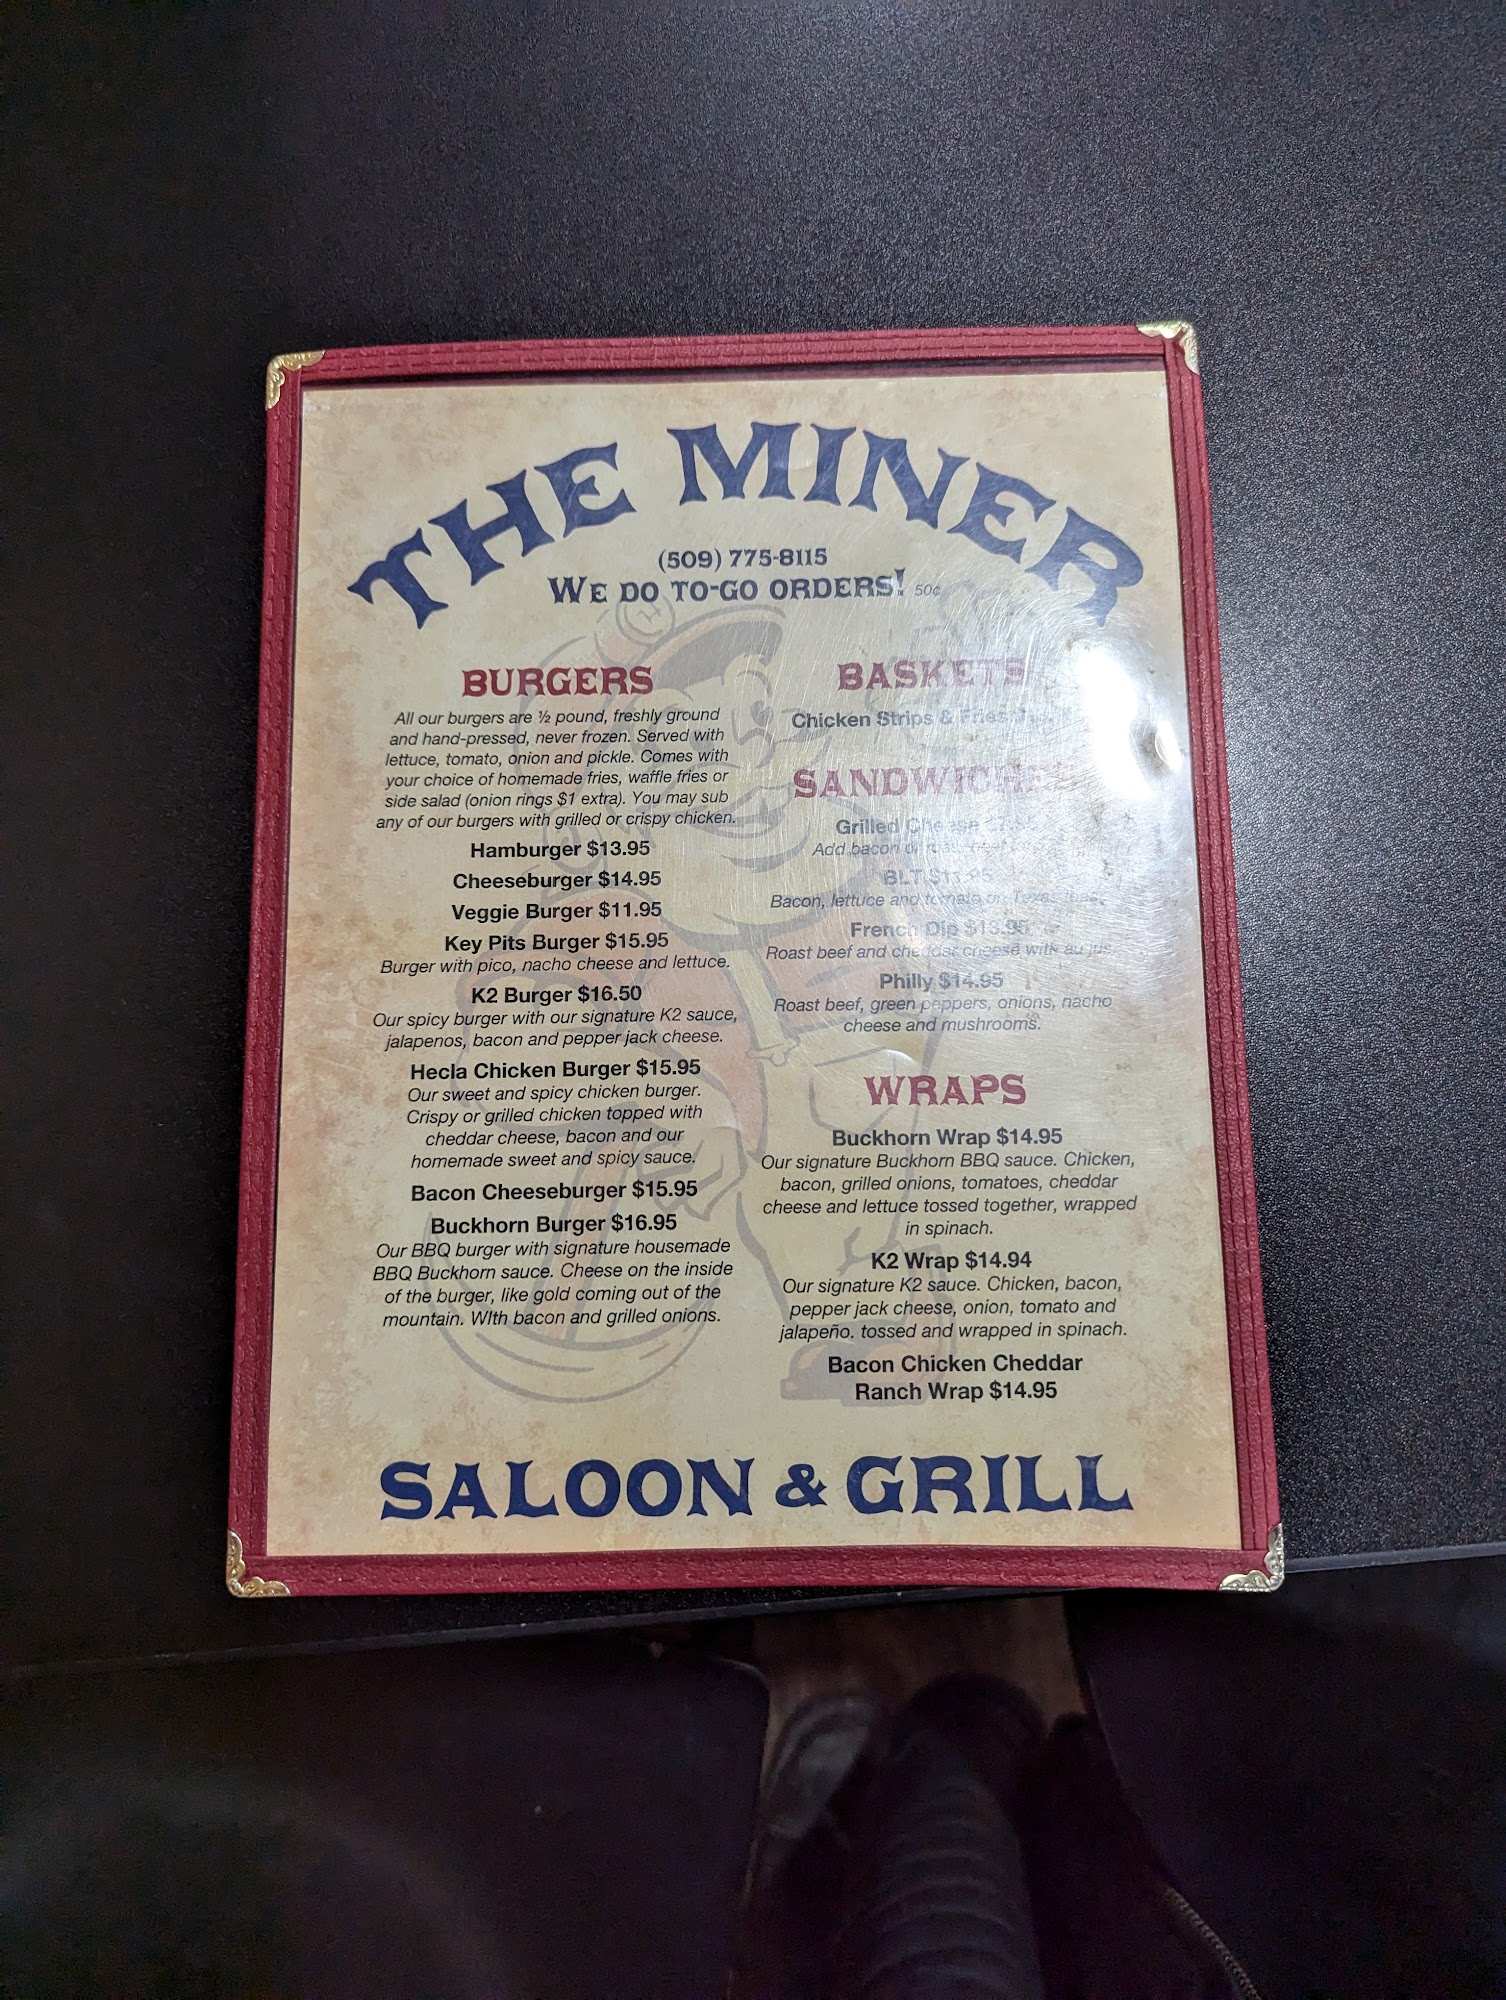 THE MINER
(509) 775-8115
WE DO TO-GO ORDERS! 50¢
BURGERS
All our burgers are ½ pound, freshly ground
and hand-pressed, never frozen. Served with
lettuce, tomato, onion and pickle. Comes with
your choice of homemade fries, waffle fries or
side salad (onion rings $1 extra). You may sub
any of our burgers with grilled or crispy chicken.
Hamburger $13.95
Cheeseburger $14.95
Veggie Burger $11.95
Key Pits Burger $15.95
Burger with pico, nacho cheese and lettuce.
K2 Burger $16.50
Our spicy burger with our signature K2 sauce,
jalapenos, bacon and pepper jack cheese.
Hecla Chicken Burger $15.95
Our sweet and spicy chicken burger.
Crispy or grilled chicken topped with
cheddar cheese, bacon and our
homemade sweet and spicy sauce.
Bacon Cheeseburger $15.95
Buckhorn Burger $16.95
Our BBQ burger with signature housemade
BBQ Buckhorn sauce. Cheese on the inside
of the burger, like gold coming out of the
mountain. WIth bacon and grilled onions.
BASKETS
Chicken Strips & Fries
SANDWICHES
Grilled Cheese
Add bacon or
BLT
Bacon, lettuce and tomato on Texas
French Dip $13.95
Roast beef and cheddar cheese with au jus.
Philly $14.95
Roast beef, green peppers, onions, nacho
cheese and mushrooms.
WRAPS
Buckhorn Wrap $14.95
Our signature Buckhorn BBQ sauce. Chicken,
bacon, grilled onions, tomatoes, cheddar
cheese and lettuce tossed together, wrapped
in spinach.
K2 Wrap $14.94
Our signature K2 sauce. Chicken, bacon,
pepper jack cheese, onion, tomato and
jalapeño. tossed and wrapped in spinach.
Bacon Chicken Cheddar
Ranch Wrap $14.95
SALOON & GRILL